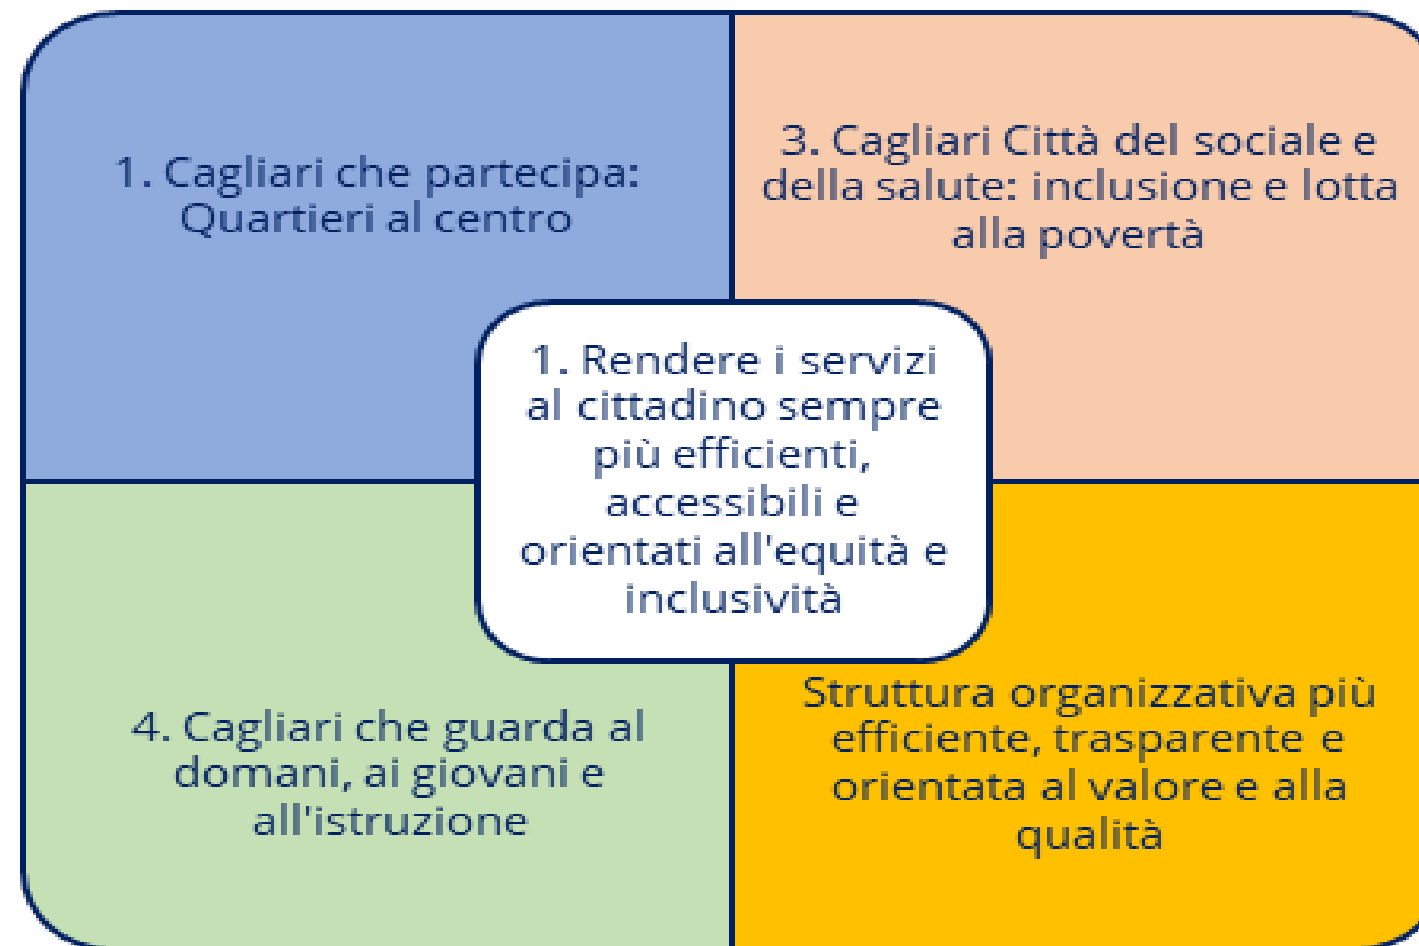 1. Cagliari che partecipa:
Quartieri al centro
3. Cagliari Città del sociale e
della salute: inclusione e lotta
alla povertà
1. Rendere i servizi
al cittadino sempre
più efficienti,
accessibili e
orientati all'equità e
inclusività
4. Cagliari che guarda al
domani, ai giovani e
all'istruzione
Struttura organizzativa più
efficiente, trasparente e
orientata al valore e alla
qualità